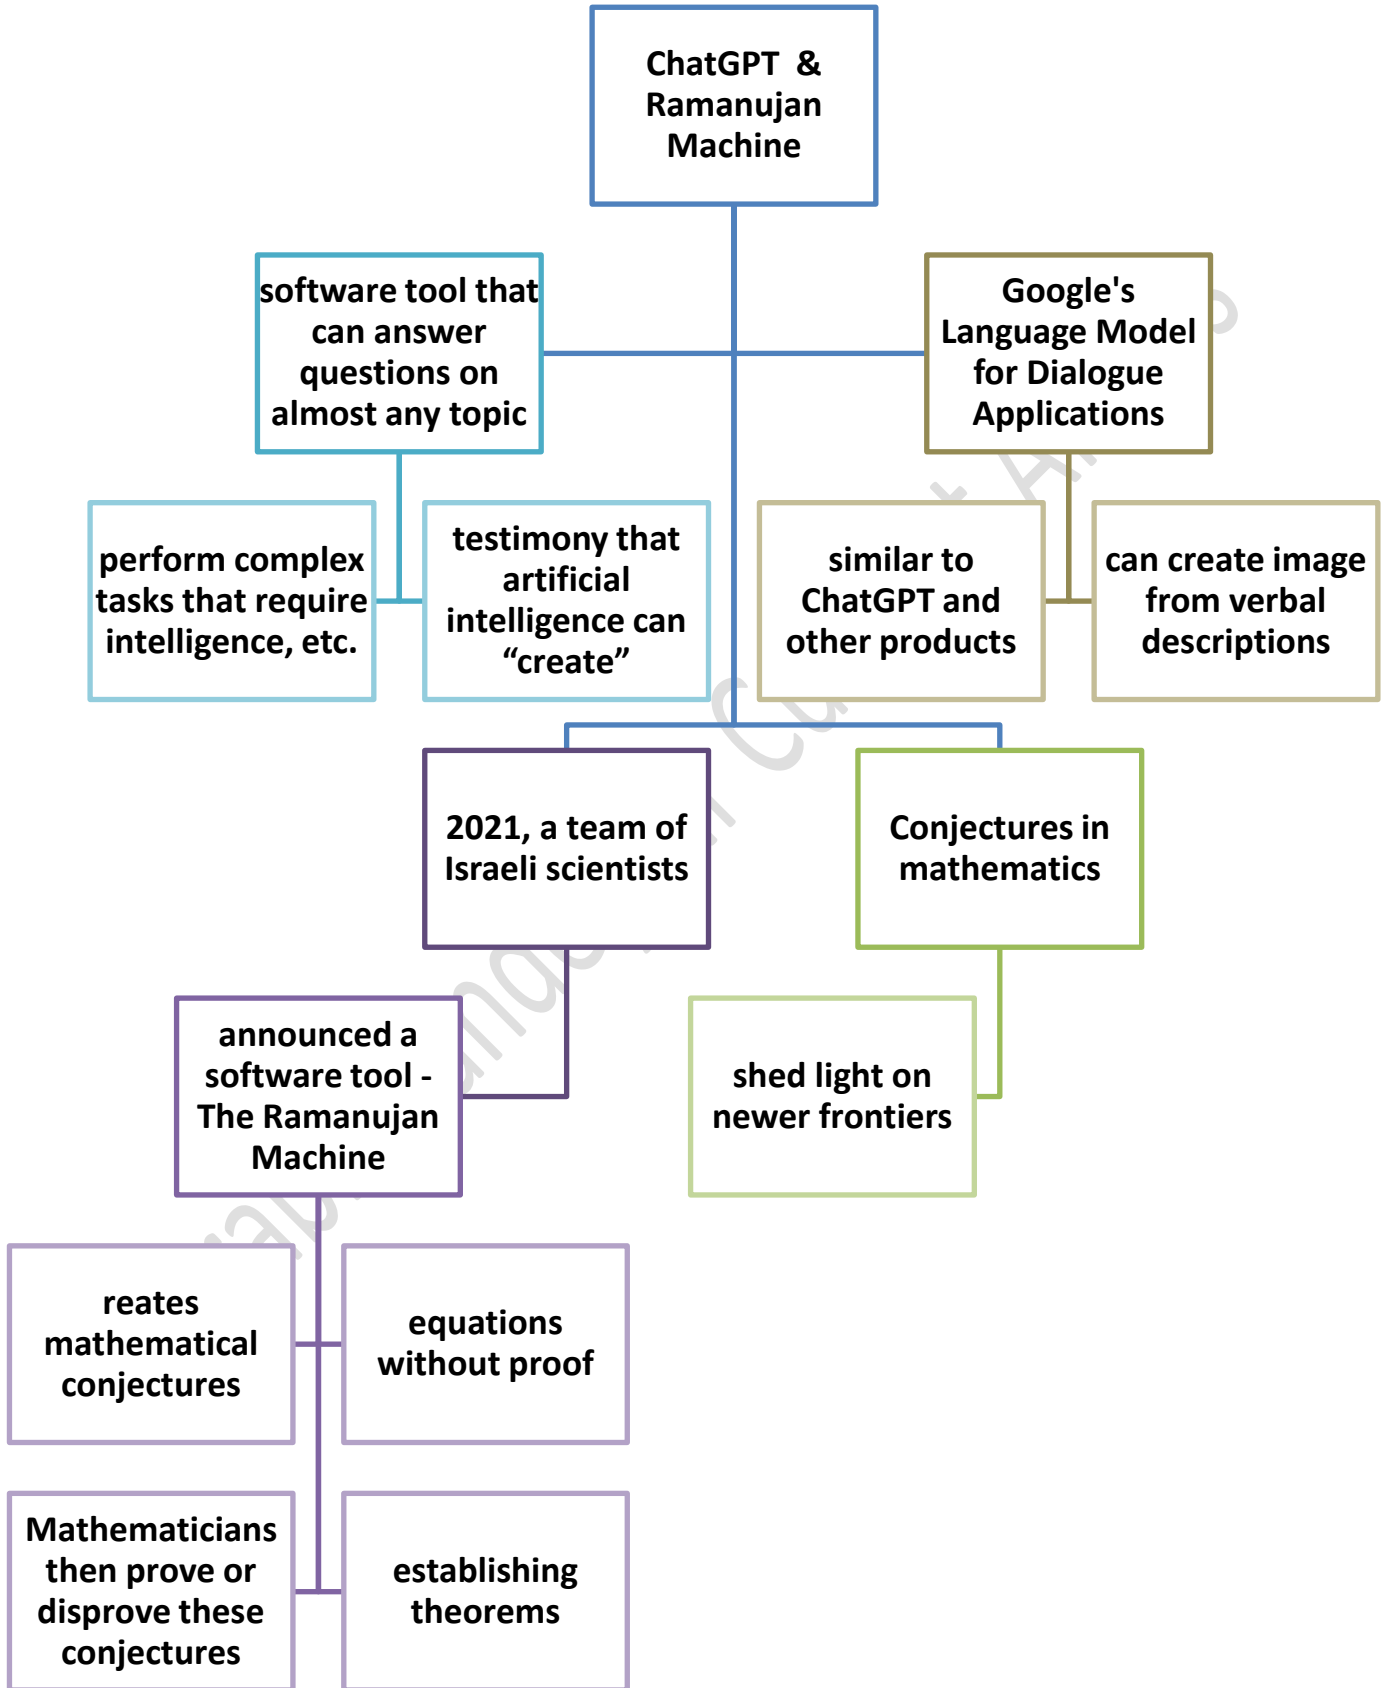 ChatGPT &
Ramanujan
Machine
software tool that
can answer
questions on
almost any topic
Google's
Language Model
for Dialogue
Applications
perform complex
tasks that require
intelligence, etc.
testimony that
artificial
intelligence can
“create”
similar to
ChatGPT and
other products
can create image
from verbal
descriptions
2021, a team of
Israeli scientists
Conjectures in
mathematics
announced a
software tool -
The Ramanujan
Machine
shed light on
newer frontiers
reates
mathematical
conjectures
equations
without proof
Mathematicians
then prove or
disprove these
conjectures
establishing
theorems